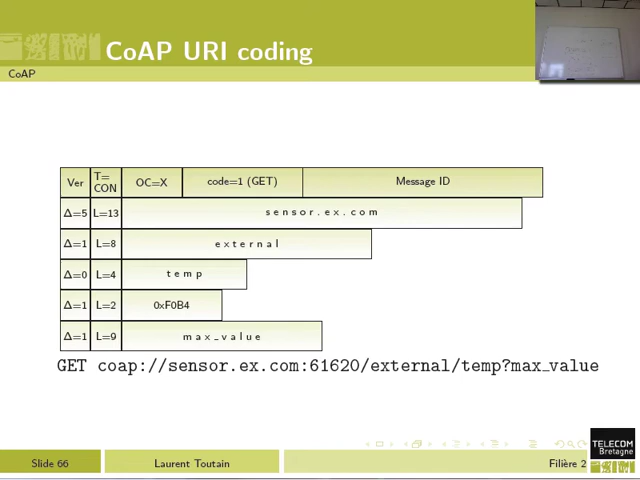 CoAP URI coding
CoAP
Ver T= CON OC=X code=1 (GET) Message ID
Δ=5 L=13 sensor.ex.com
Δ=1 L=8 external
Δ=0 L=4 temp
Δ=1 L=2 0xF0B4
Δ=1 L=9 max_value
GET coap://sensor.ex.com:61620/external/temp?max_value
TELECOM
Bretagne
Slide 66 Laurent Toutain Filière 2